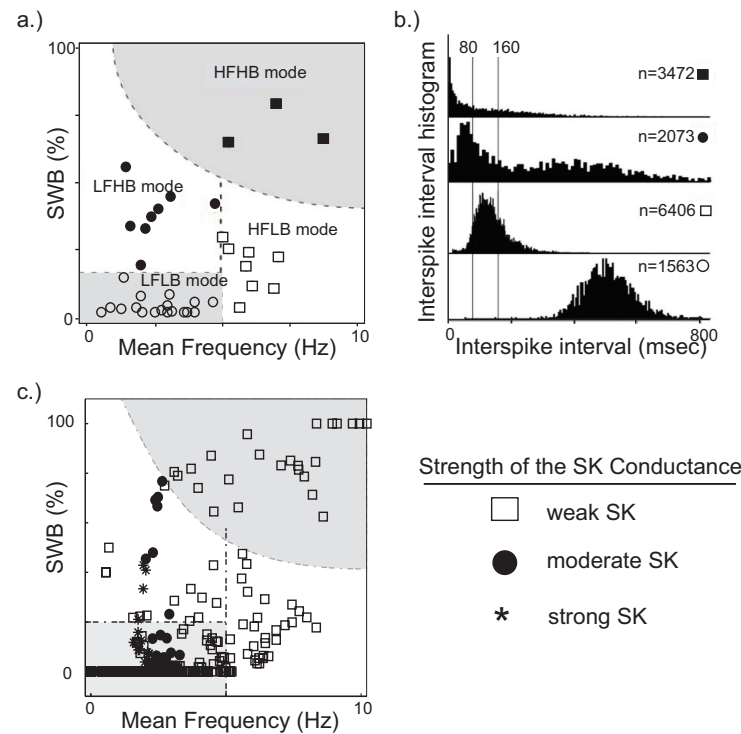 a.)
100
SWB (%)
0
HFHB mode
LFHB mode
HFLB mode
LFLB mode
0
10
Mean Frequency (Hz)
b.)
80
160
Interspike interval histogram
n=3472
n=2073
n=6406
n=1563
0
800
Interspike interval (msec)
c.)
100
SWB (%)
0
0
10
Mean Frequency (Hz)
Strength of the SK Conductance
weak SK
moderate SK
* strong SK